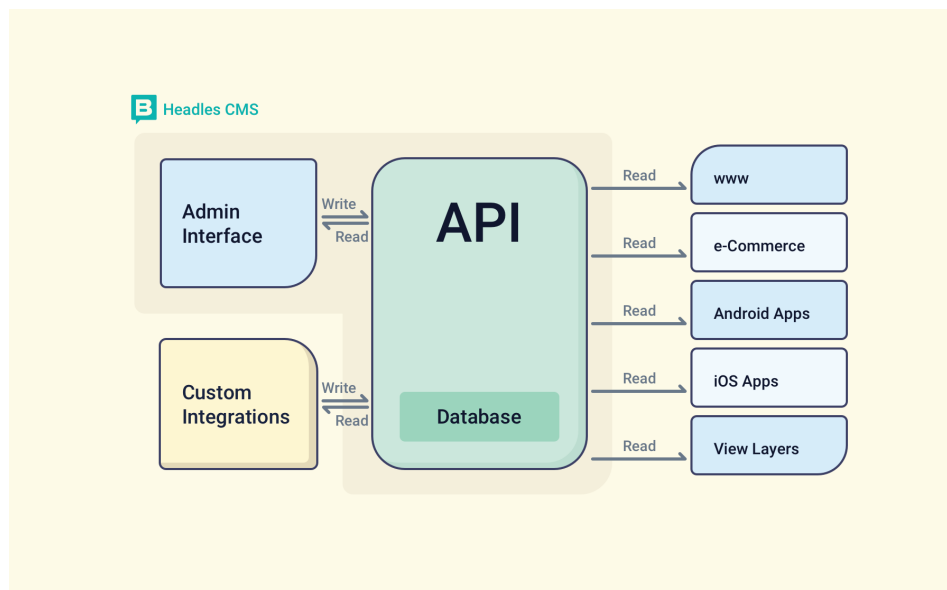 B Headles CMS
Admin
Interface
Write
Read
Custom
Integrations
Write
Read
API
Database
Read
www
Read
e-Commerce
Read
Android Apps
Read
iOS Apps
Read
View Layers